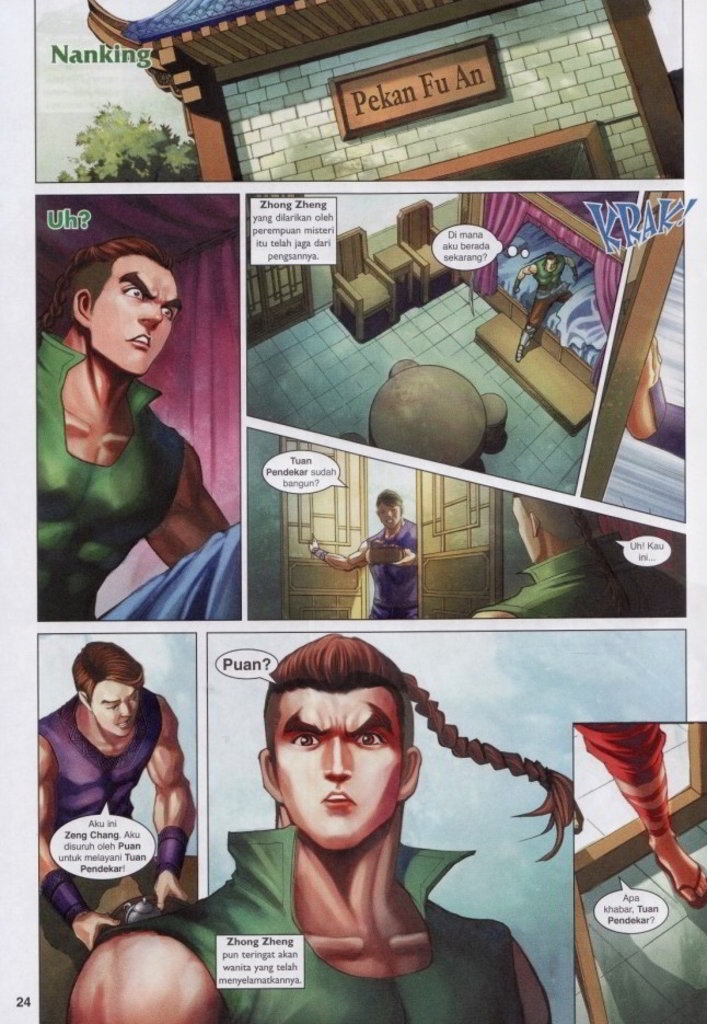 Nanking
Pekan Fu An
Uh?
Zhong Zheng
yang dilarikan oleh
perempuan misteri
itu telah jaga dari
pengsannya.
Di mana
aku berada
sekarang?
KRAK!
Tuan
Pendekar sudah
bangun?
Uh! Kau
ini...
Aku ini
Zeng Chang. Aku
disuruh oleh Puan
untuk melayani Tuan
Pendekar!
Puan?
Zhong Zheng
pun teringat akan
wanita yang telah
menyelamatkannya.
Apa
khabar, Tuan
Pendekar?
24